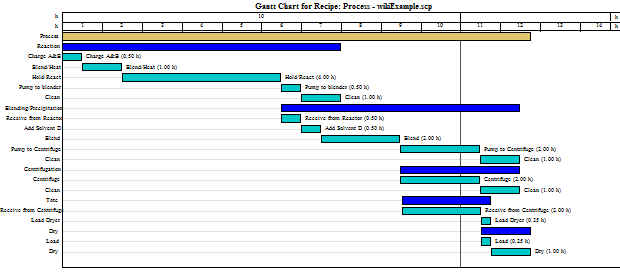 Gantt Chart for Recipe: Process - wikiExample.scp
h 10 h
h 1 2 3 4 5 6 7 8 9 10 11 12 13 14 h
Process
Reaction
Charge A&B Charge A&B (0.50 h)
Blend/Heat Blend/Heat (1.00 h)
Hold/React Hold/React (4.00 h)
Pump to blender Pump to blender (0.50 h)
Clean Clean (1.00 h)
Blending/Precipitation
Receive from Reactor Receive from Reactor (0.50 h)
Add Solvent D Add Solvent D (0.50 h)
Blend Blend (2.00 h)
Pump to Centrifuge Pump to Centrifuge (2.00 h)
Clean Clean (1.00 h)
Centrifugation
Centrifuge Centrifuge (2.00 h)
Clean Clean (1.00 h)
Tote
Receive from Centrifuge Receive from Centrifuge (2.00 h)
Load Dryer Load Dryer (0.25 h)
Dry
Load Load (0.25 h)
Dry Dry (1.00 h)